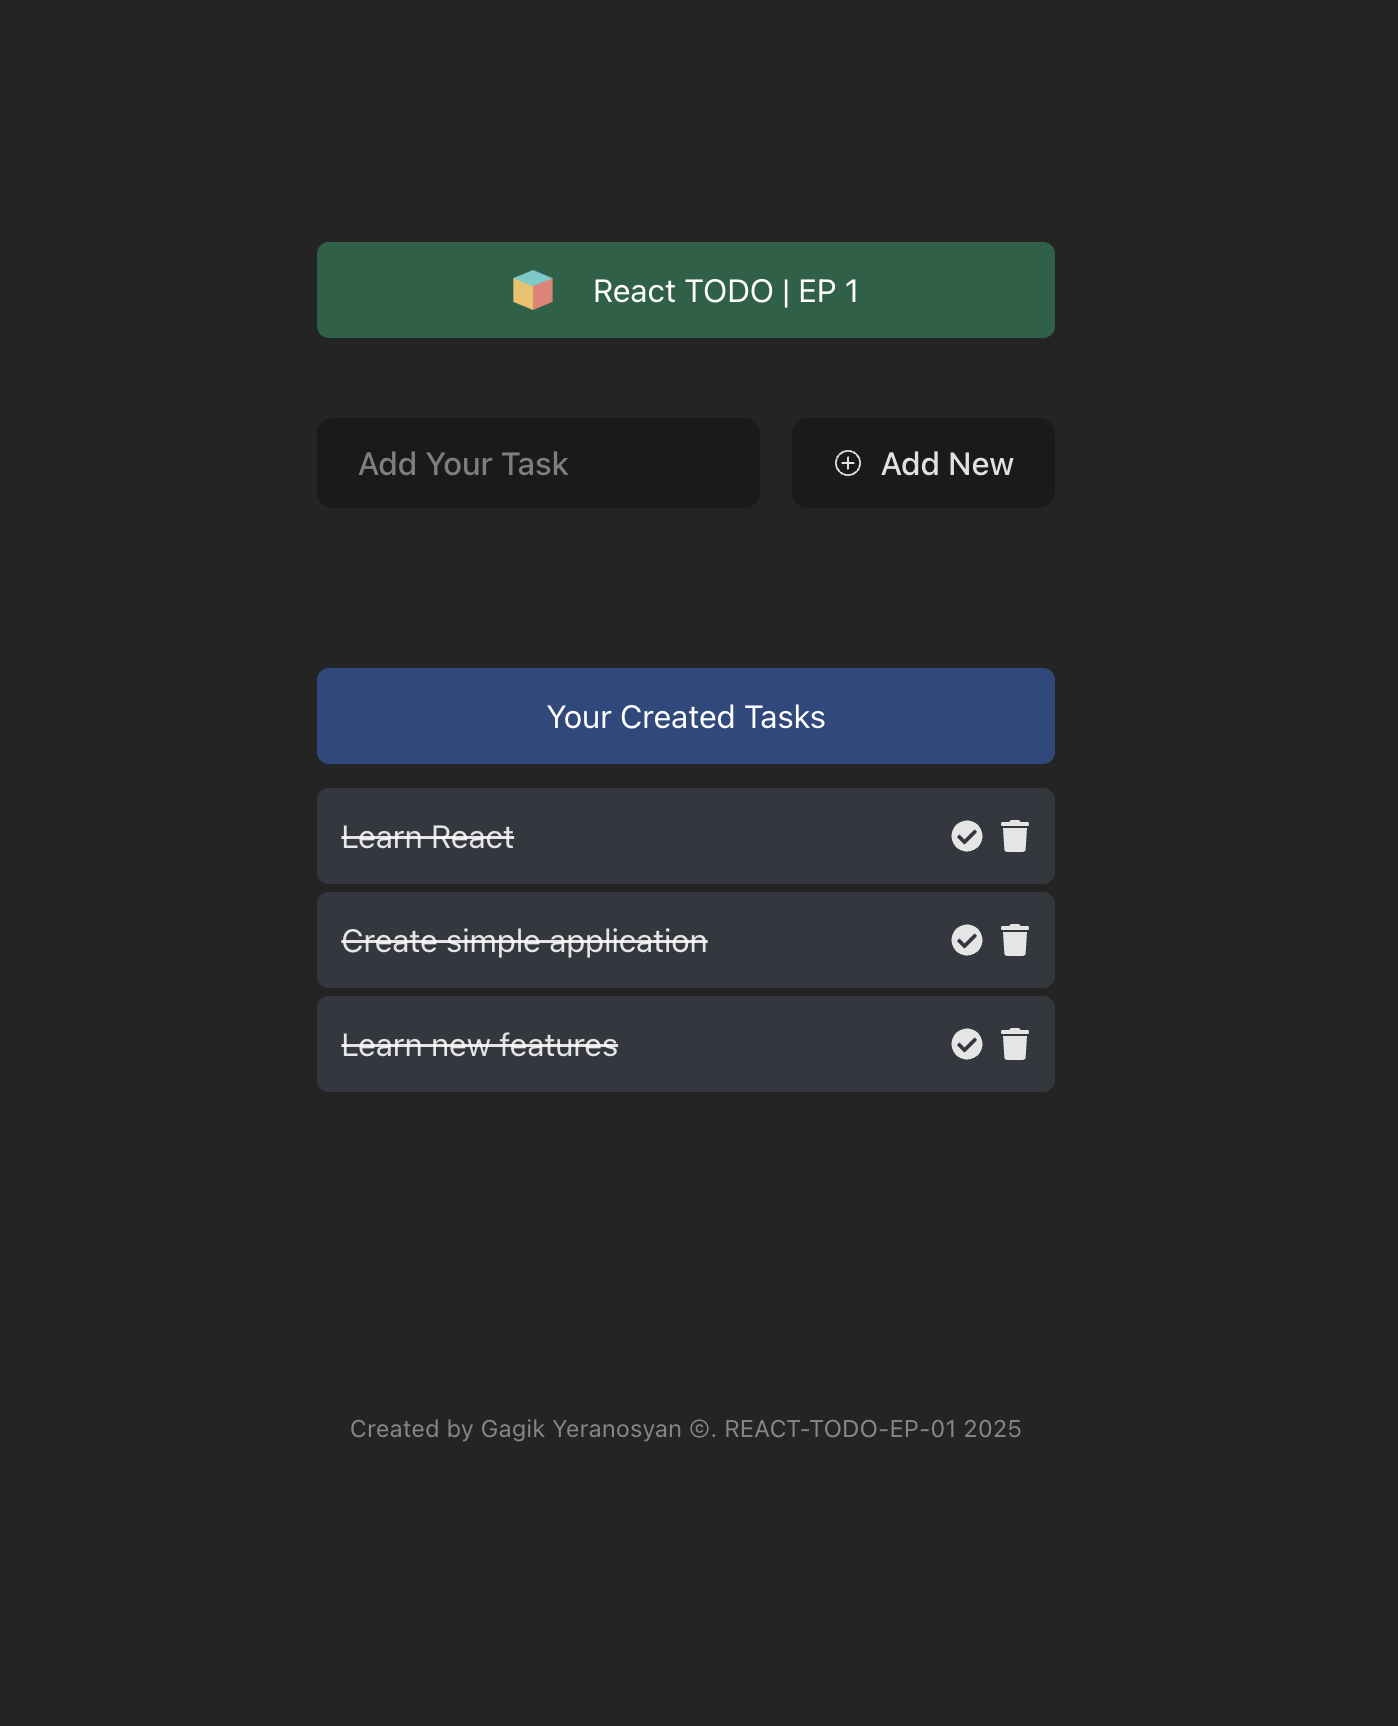 React TODO | EP 1
Add Your Task
Add New
Your Created Tasks
Learn React
Create simple application
Learn new features
Created by Gagik Yeranosyan ©. REACT-TODO-EP-01 2025